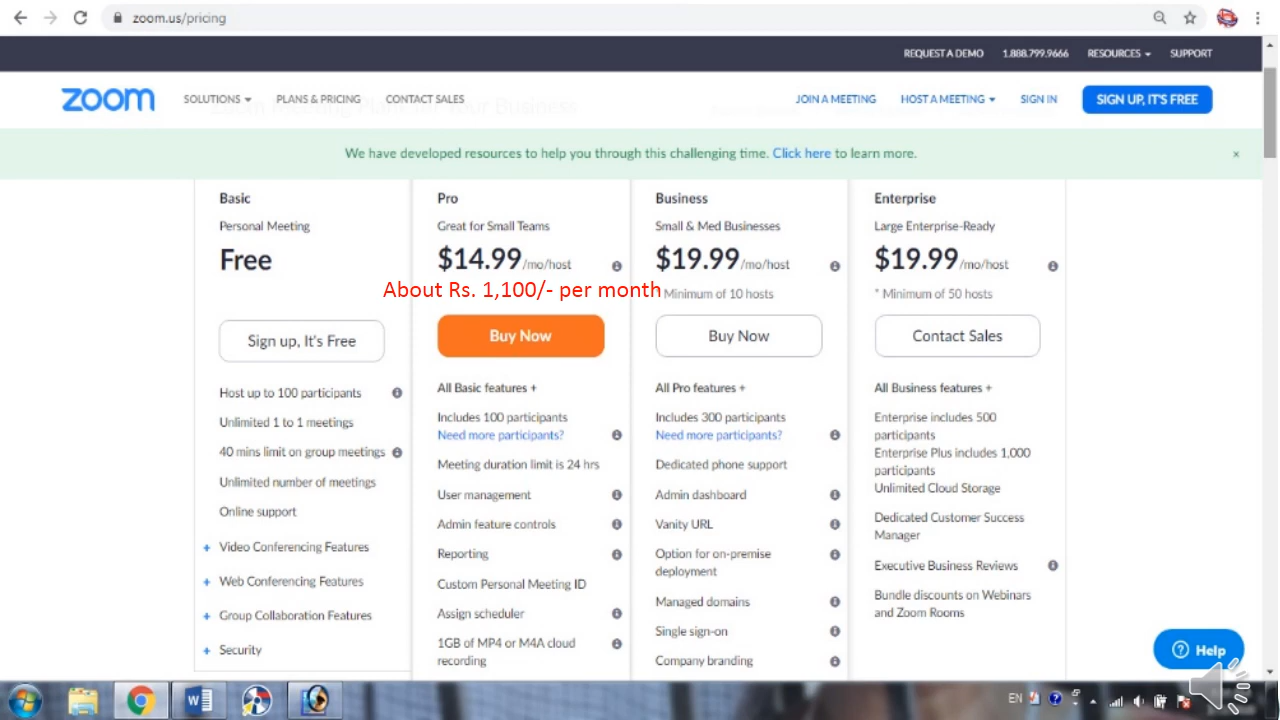 zoom.us/pricing
REQUEST A DEMO 1.888.799.9666 RESOURCES SUPPORT
zoom SOLUTIONS PLANS & PRICING CONTACT SALES JOIN A MEETING HOST A MEETING SIGN IN SIGN UP, IT'S FREE
Zoom Meeting Plans for Your Business
We have developed resources to help you through this challenging time. Click here to learn more. ×
Basic
Personal Meeting
Free
Sign up, It's Free
Host up to 100 participants
Unlimited 1 to 1 meetings
40 mins limit on group meetings
Unlimited number of meetings
Online support
+ Video Conferencing Features
+ Web Conferencing Features
+ Group Collaboration Features
+ Security
Pro
Great for Small Teams
$14.99/mo/host
About Rs. 1,100/- per month
Buy Now
All Basic features +
Includes 100 participants
Need more participants?
Meeting duration limit is 24 hrs
User management
Admin feature controls
Reporting
Custom Personal Meeting ID
Assign scheduler
1GB of MP4 or M4A cloud
recording
Business
Small & Med Businesses
$19.99/mo/host
Minimum of 10 hosts
Buy Now
All Pro features +
Includes 300 participants
Need more participants?
Dedicated phone support
Admin dashboard
Vanity URL
Option for on-premise
deployment
Managed domains
Single sign-on
Company branding
Enterprise
Large Enterprise-Ready
$19.99/mo/host
* Minimum of 50 hosts
Contact Sales
All Business features +
Enterprise includes 500
participants
Enterprise Plus includes 1,000
participants
Unlimited Cloud Storage
Dedicated Customer Success
Manager
Executive Business Reviews
Bundle discounts on Webinars
and Zoom Rooms
Help
EN